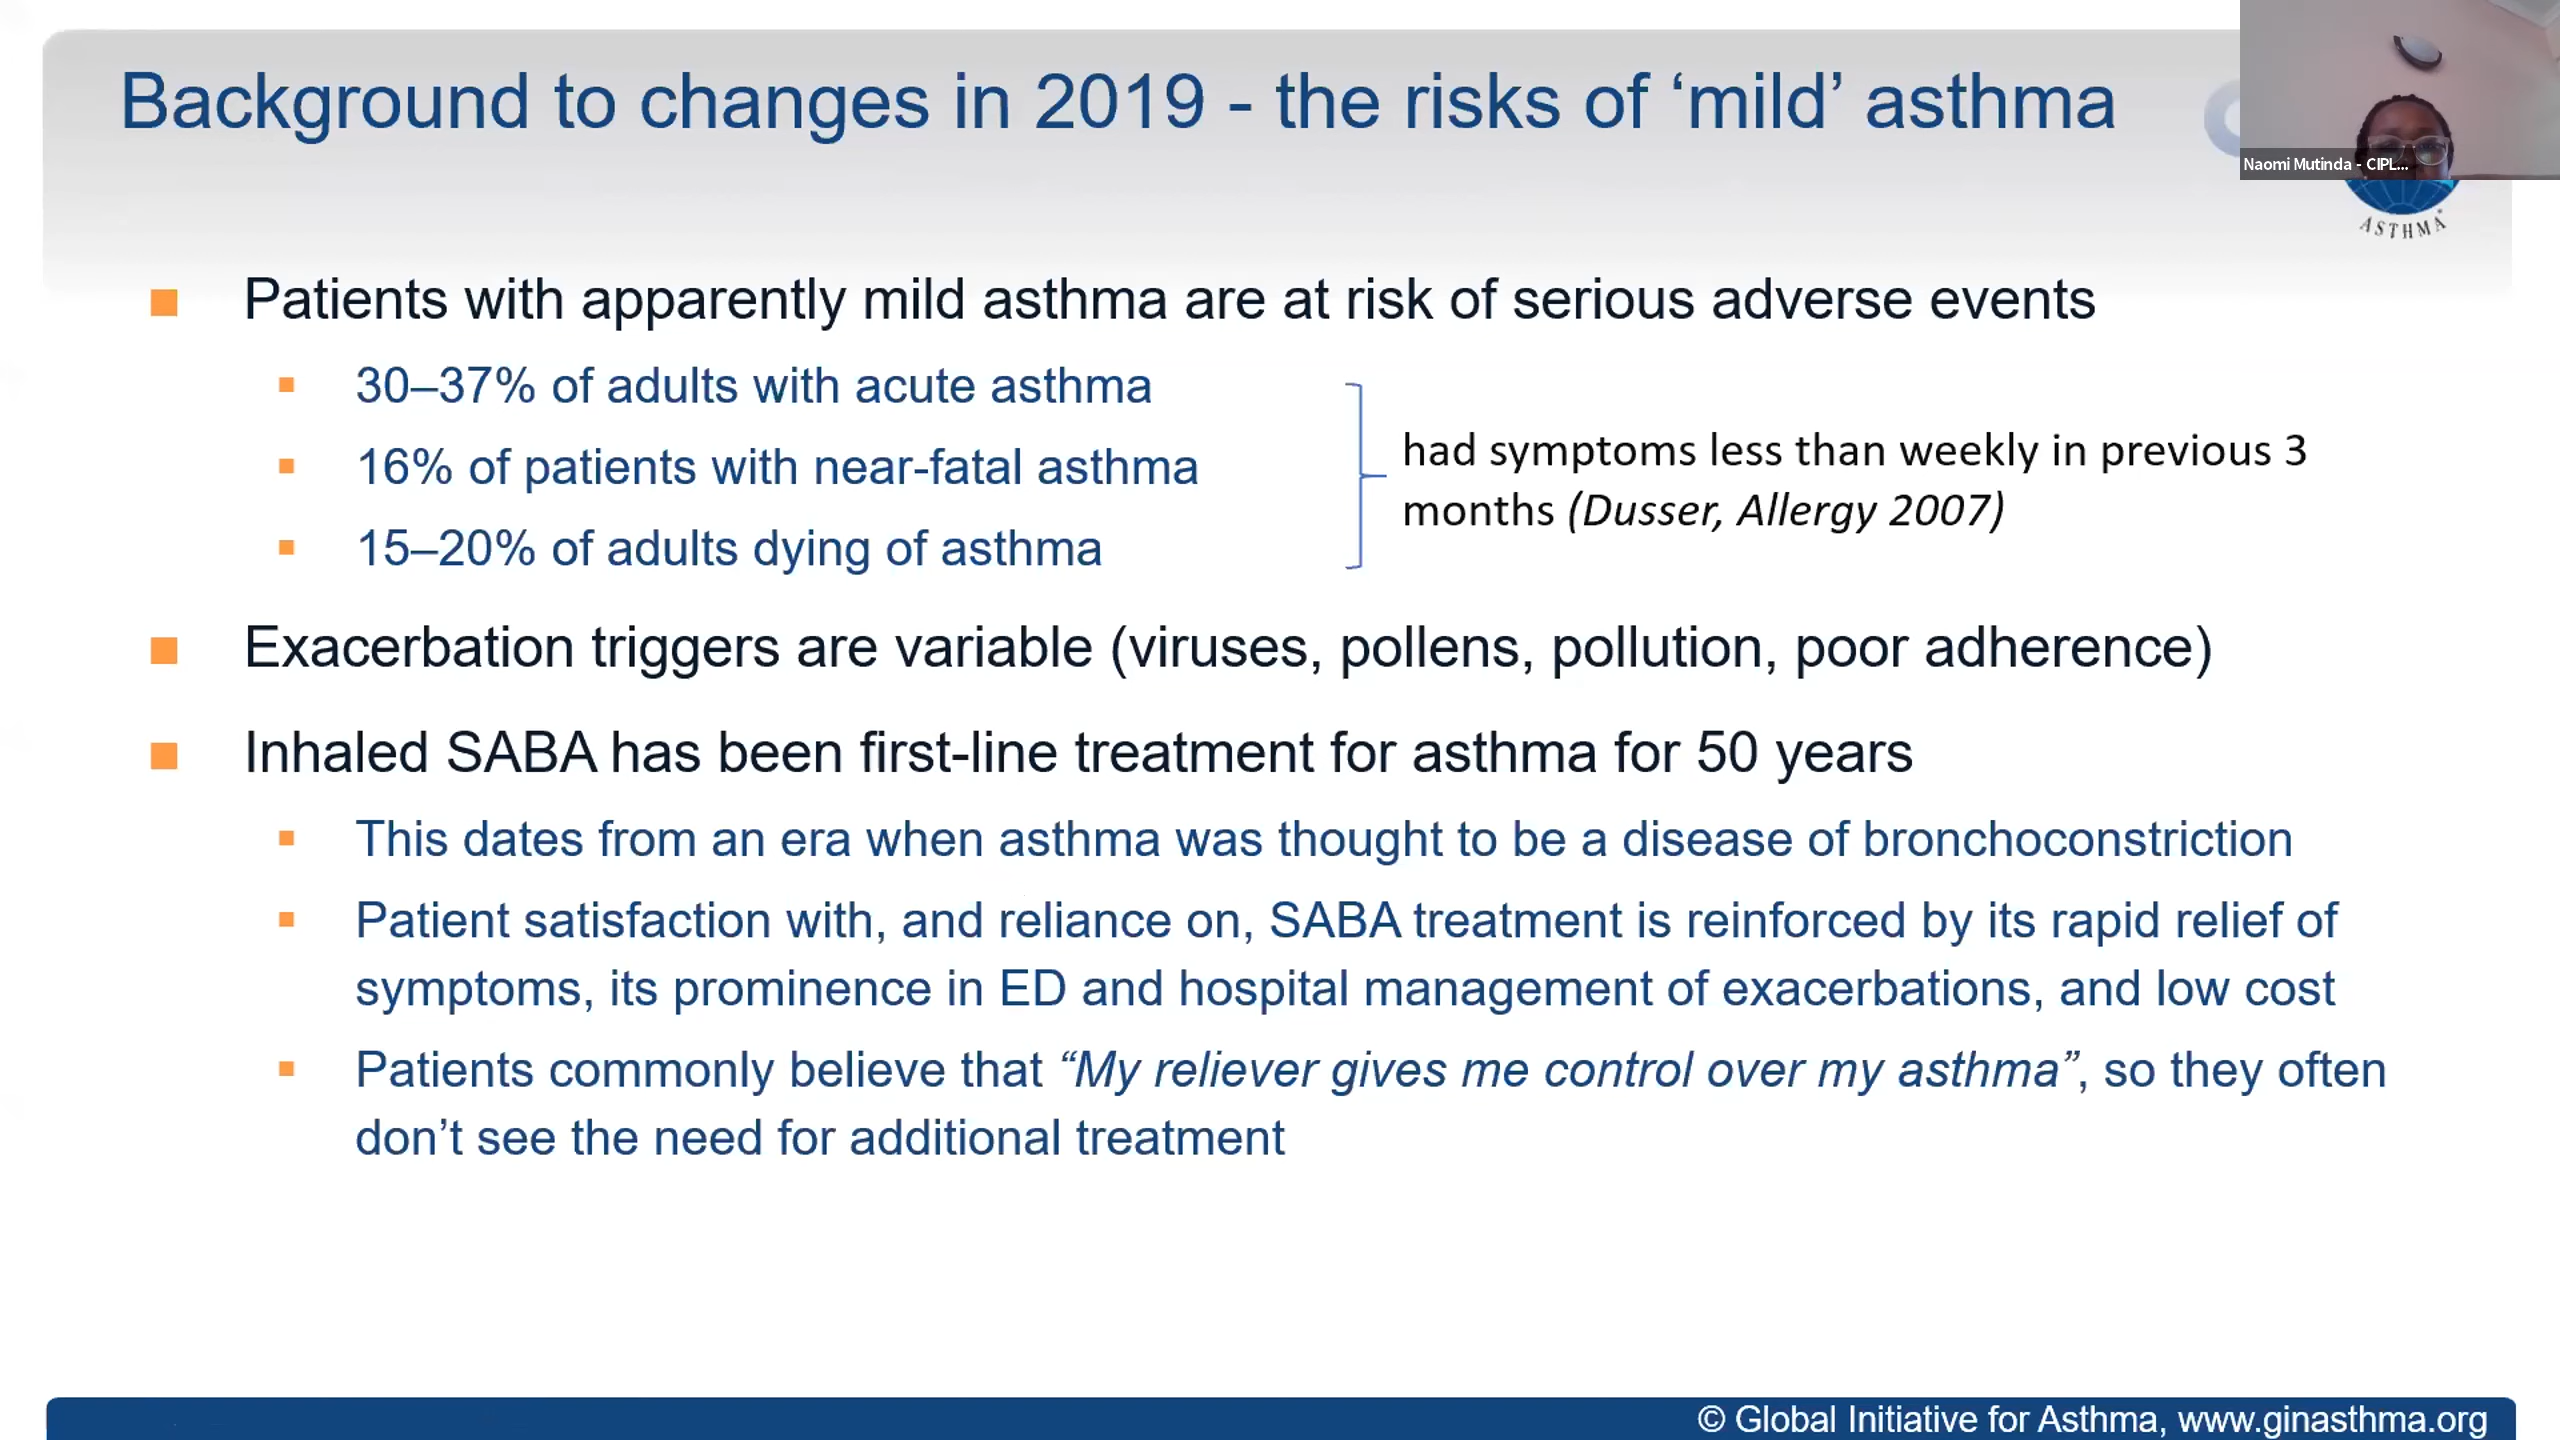 Background to changes in 2019 - the risks of ‘mild’ asthma
Naomi Mutinda - CIPL...
ASTHMA
■ Patients with apparently mild asthma are at risk of serious adverse events
▪ 30–37% of adults with acute asthma
▪ 16% of patients with near-fatal asthma
▪ 15–20% of adults dying of asthma
had symptoms less than weekly in previous 3
months (Dusser, Allergy 2007)
■ Exacerbation triggers are variable (viruses, pollens, pollution, poor adherence)
■ Inhaled SABA has been first-line treatment for asthma for 50 years
▪ This dates from an era when asthma was thought to be a disease of bronchoconstriction
▪ Patient satisfaction with, and reliance on, SABA treatment is reinforced by its rapid relief of
symptoms, its prominence in ED and hospital management of exacerbations, and low cost
▪ Patients commonly believe that “My reliever gives me control over my asthma”, so they often
don’t see the need for additional treatment
© Global Initiative for Asthma, www.ginasthma.org